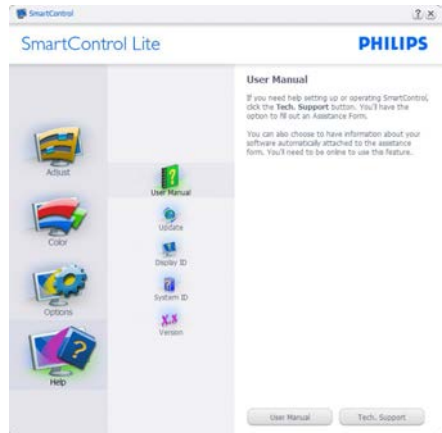 SmartControl
SmartControl Lite
PHILIPS
Adjust
Color
Options
Help
User Manual
Update
Display ID
System ID
Version
User Manual
If you need help setting up or operating SmartControl,
click the Tech. Support button. You'll have the
option to fill out an Assistance Form.
You can also choose to have information about your
software automatically attached to the assistance
form. You'll need to be online to use this feature.
User Manual
Tech. Support